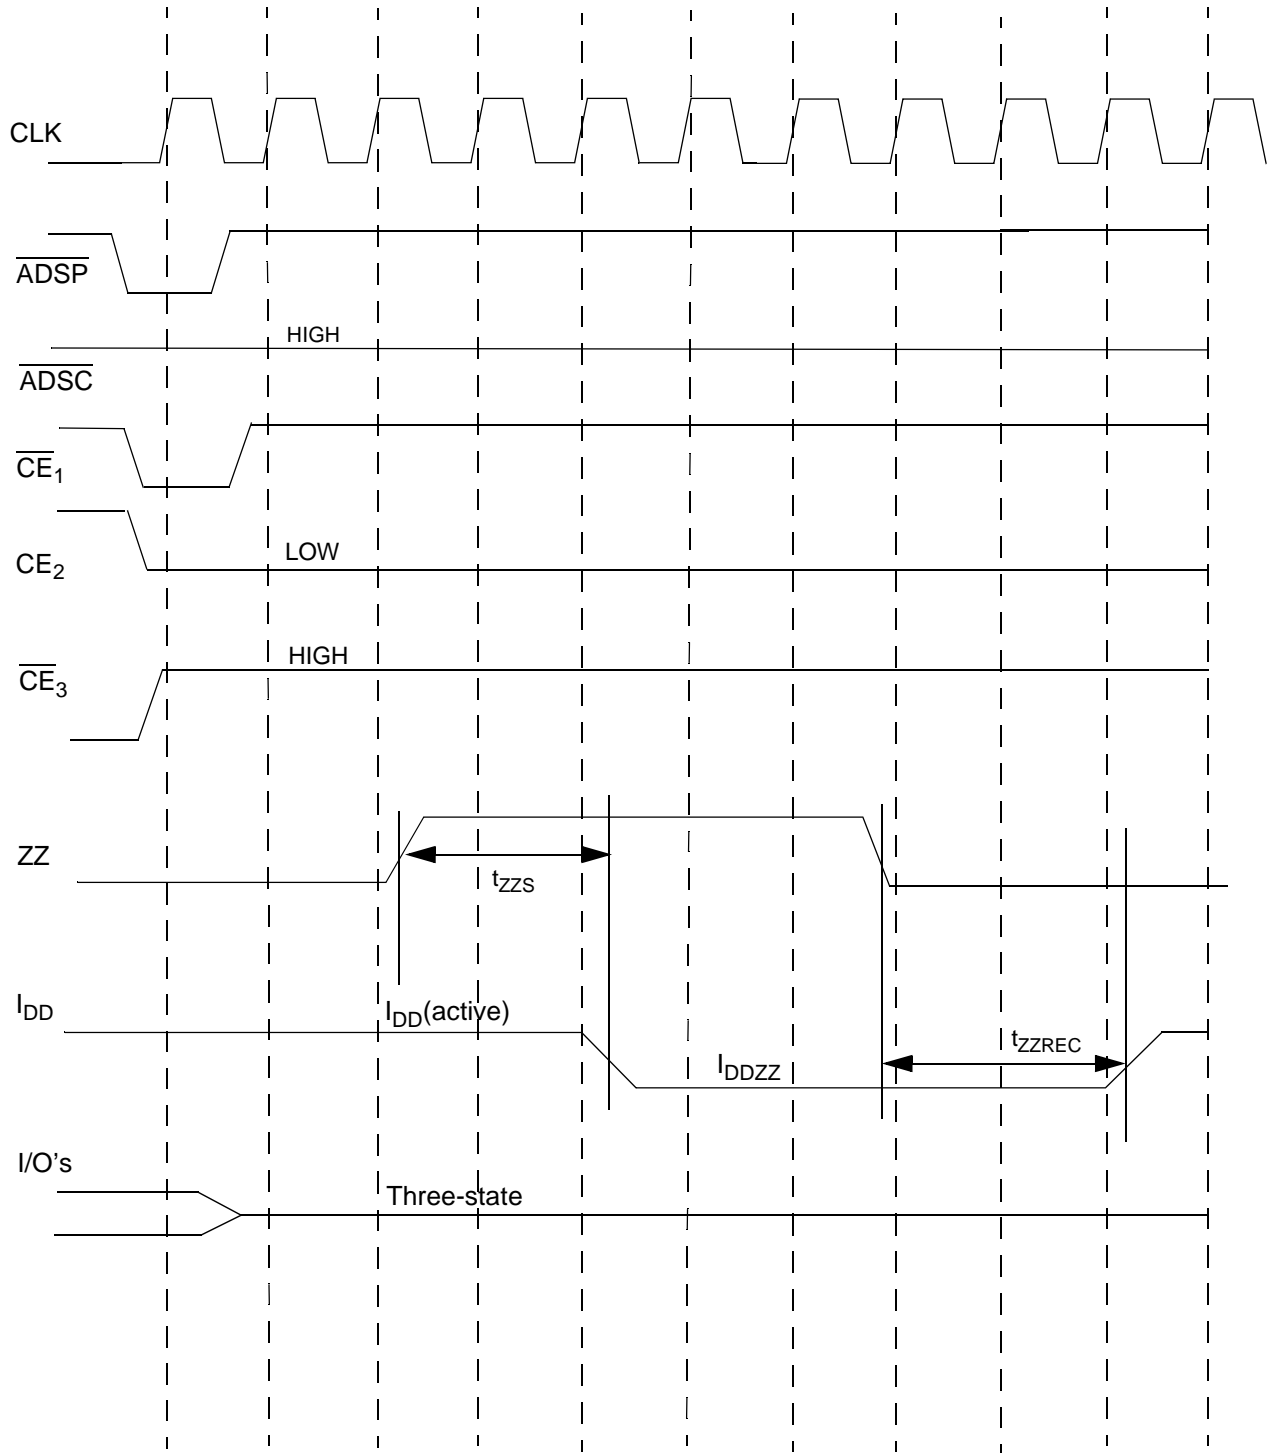 CLK
ADSP
HIGH
ADSC
CE1
LOW
CE2
HIGH
CE3
ZZ
tZZS
IDD
IDD(active)
tZZREC
IDDZZ
I/O's
Three-state